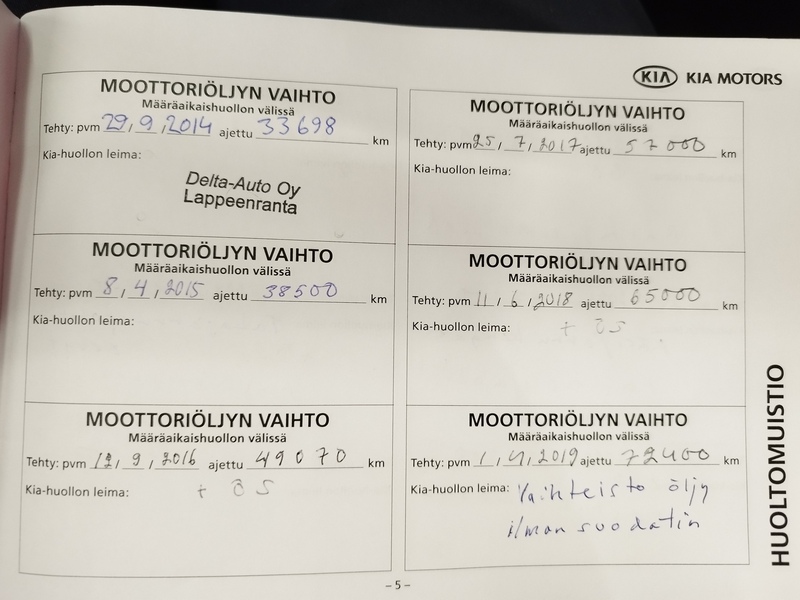 KIA KIA MOTORS
MOOTTORIÖLJYN VAIHTO
Määräaikaishuollon välissä
Tehty: pvm 29, 9, 2014 ajettu 33698 km
Kia-huollon leima:
Delta-Auto Oy
Lappeenranta
MOOTTORIÖLJYN VAIHTO
Määräaikaishuollon välissä
Tehty: pvm 8, 4, 2015 ajettu 38500 km
Kia-huollon leima:
MOOTTORIÖLJYN VAIHTO
Määräaikaishuollon välissä
Tehty: pvm 12, 9, 2016 ajettu 49070 km
Kia-huollon leima: + ÖS
MOOTTORIÖLJYN VAIHTO
Määräaikaishuollon välissä
Tehty: pvm 25, 7, 2017 ajettu 57000 km
Kia-huollon leima:
MOOTTORIÖLJYN VAIHTO
Määräaikaishuollon välissä
Tehty: pvm 11, 6, 2018 ajettu 65000 km
Kia-huollon leima: + ÖS
MOOTTORIÖLJYN VAIHTO
Määräaikaishuollon välissä
Tehty: pvm 1, 4, 2019 ajettu 72400 km
Kia-huollon leima: Vaihteisto öljy
ilman suodatin
HUOLTOMUISTIO
– 5 –